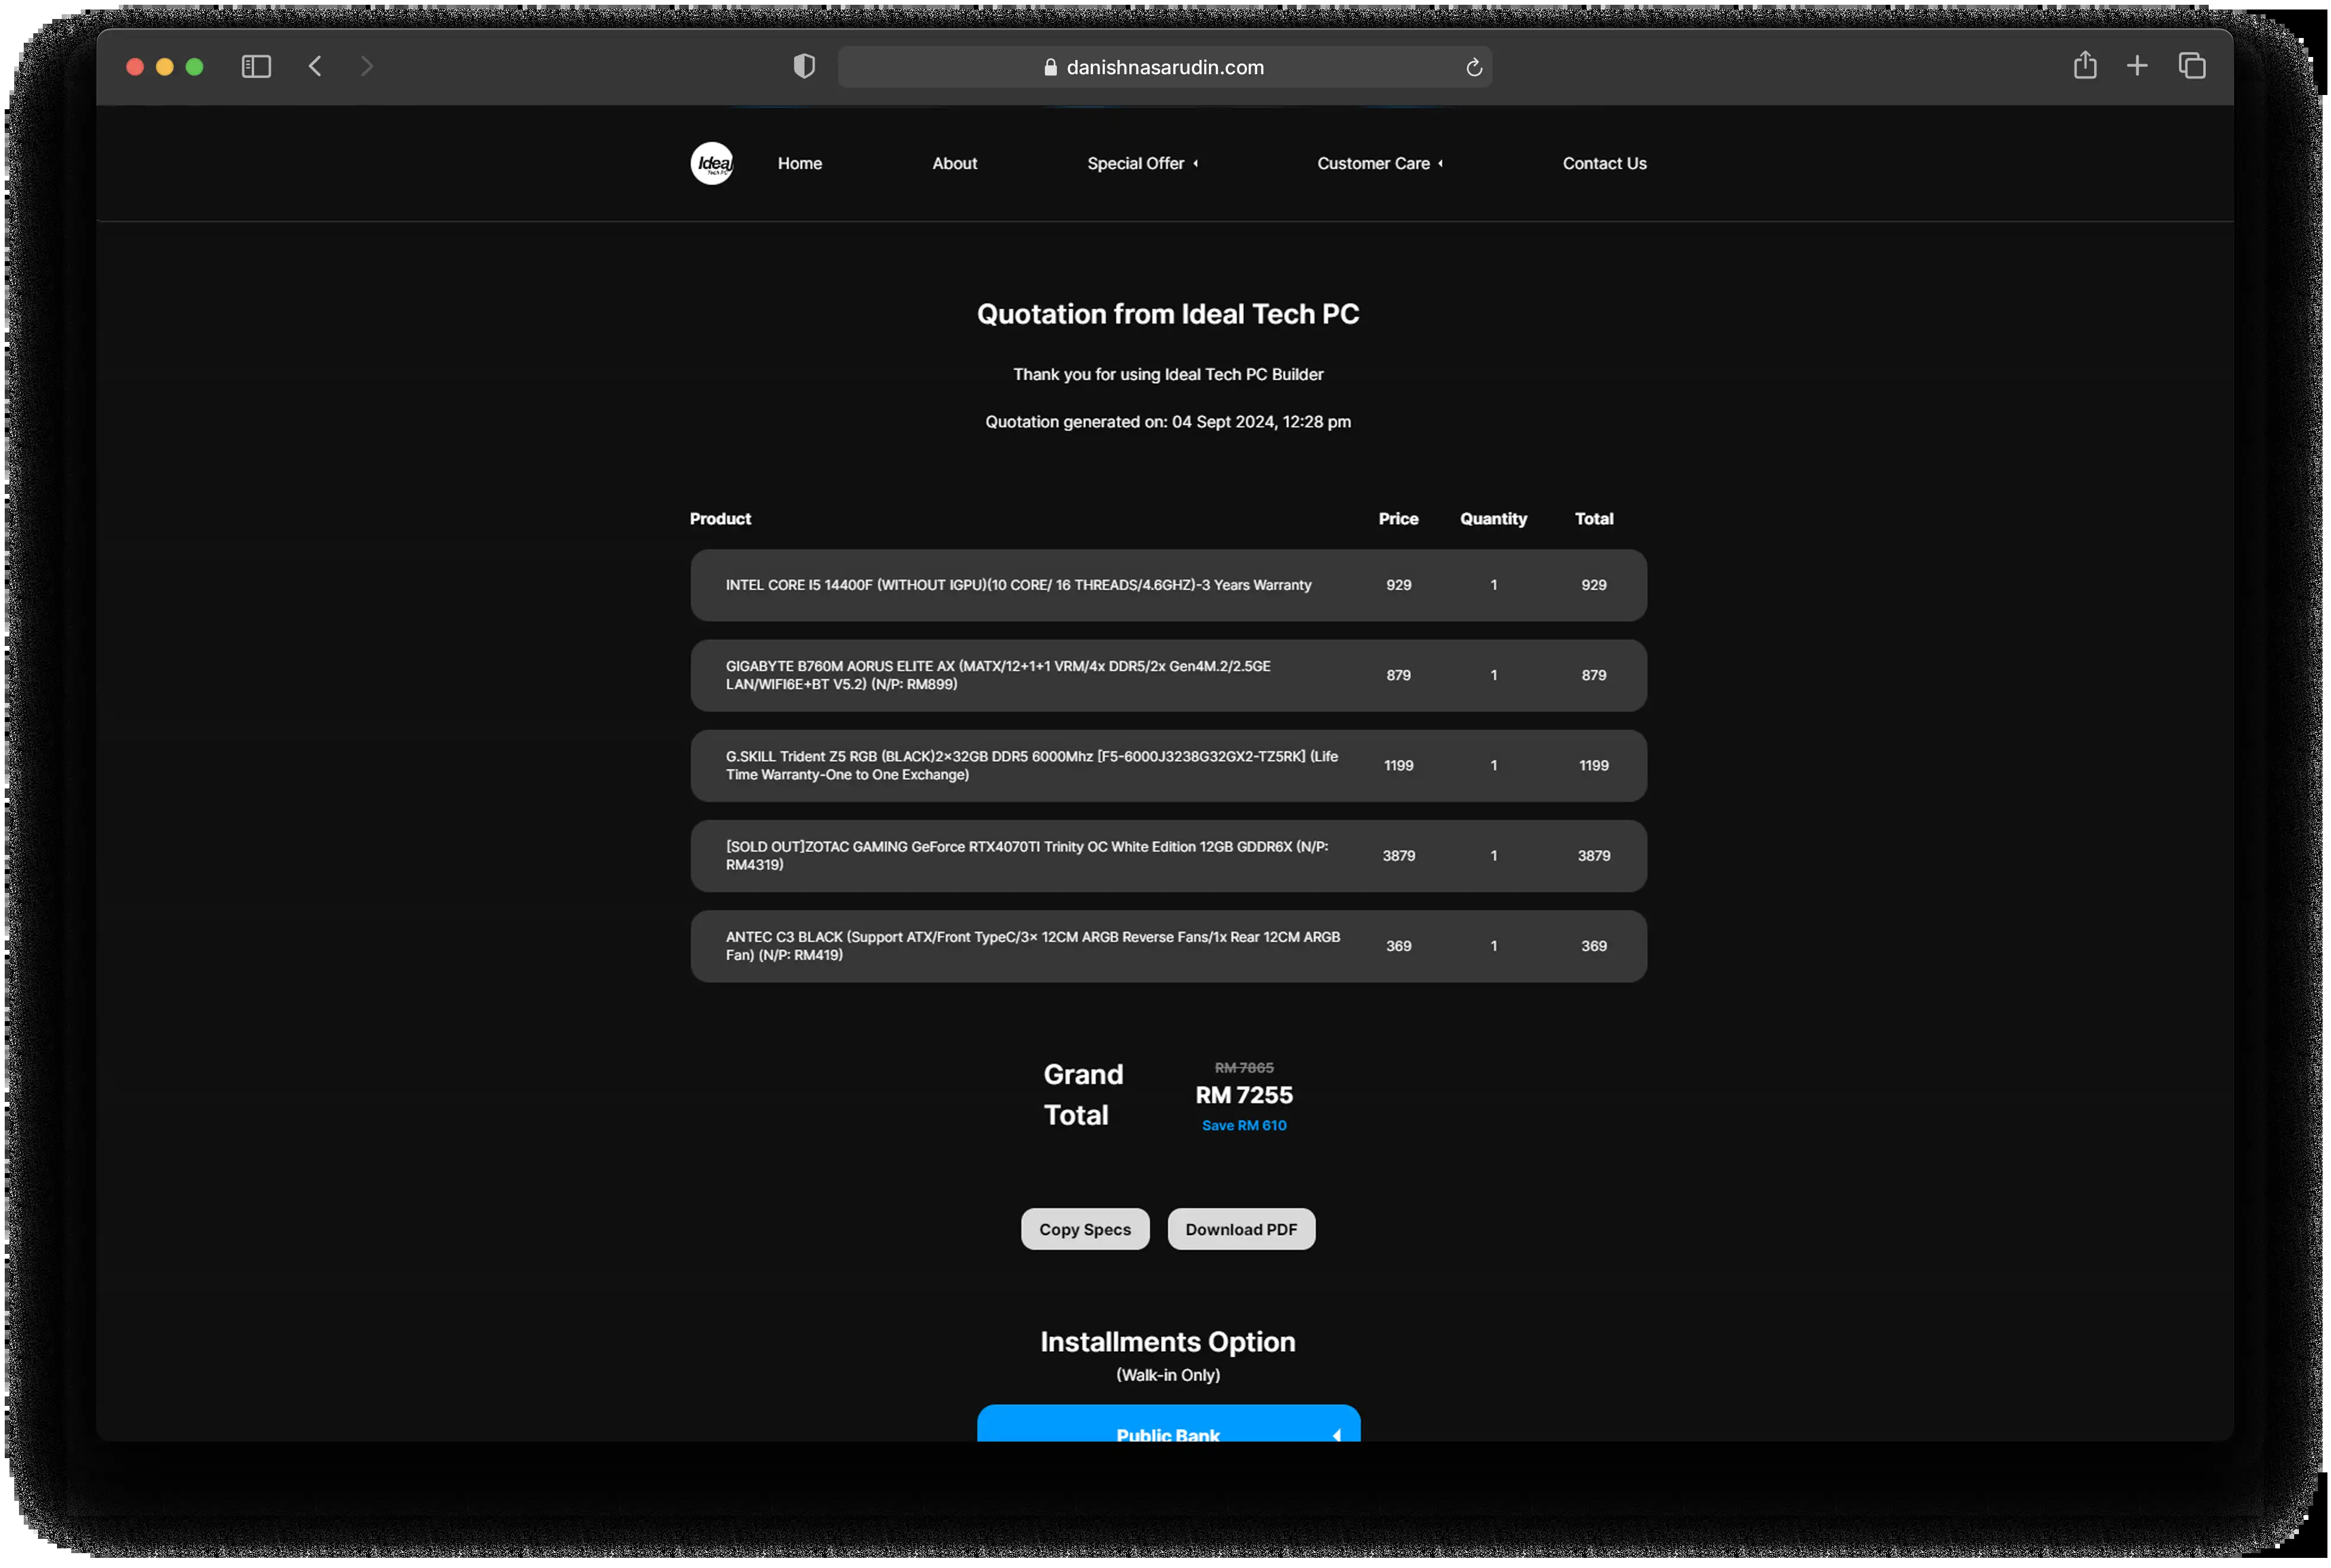 danishnasarudin.com
Ideal
Tech PC
Home
About
Special Offer
Customer Care
Contact Us
Quotation from Ideal Tech PC
Thank you for using Ideal Tech PC Builder
Quotation generated on: 04 Sept 2024, 12:28 pm
Product Price Quantity Total
INTEL CORE I5 14400F (WITHOUT IGPU)(10 CORE/ 16 THREADS/4.6GHZ)-3 Years Warranty 929 1 929
GIGABYTE B760M AORUS ELITE AX (MATX/12+1+1 VRM/4x DDR5/2x Gen4M.2/2.5GE
LAN/WIFI6E+BT V5.2) (N/P: RM899)
879 1 879
G.SKILL Trident Z5 RGB (BLACK)2x32GB DDR5 6000Mhz [F5-6000J3238G32GX2-TZ5RK] (Life
Time Warranty-One to One Exchange)
1199 1 1199
[SOLD OUT]ZOTAC GAMING GeForce RTX4070TI Trinity OC White Edition 12GB GDDR6X (N/P:
RM4319)
3879 1 3879
ANTEC C3 BLACK (Support ATX/Front TypeC/3x 12CM ARGB Reverse Fans/1x Rear 12CM ARGB
Fan) (N/P: RM419)
369 1 369
Grand
Total
RM 7865
RM 7255
Save RM 610
Copy Specs
Download PDF
Installments Option
(Walk-in Only)
Public Bank